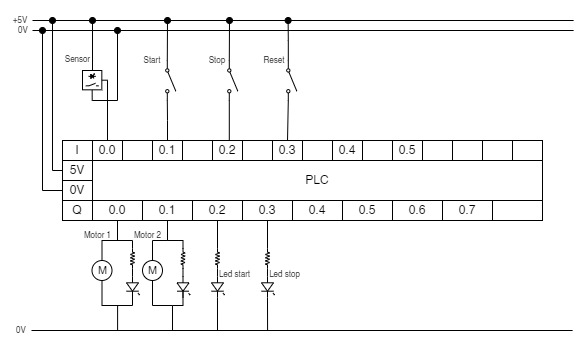 +5V
0V
Sensor Start Stop Reset
I 0.0 0.1 0.2 0.3 0.4 0.5
5V
PLC
0V
Q 0.0 0.1 0.2 0.3 0.4 0.5 0.6 0.7
Motor 1 Motor 2
M M Led start Led stop
0V